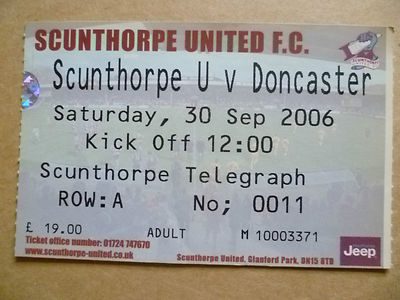 SCUNTHORPE UNITED F.C.
Scunthorpe U v Doncaster
Saturday, 30 Sep 2006
Kick Off 12:00
Scunthorpe Telegraph
ROW:A No; 0011
£ 19.00 ADULT M 10003371
Ticket office number: 01724 747670
www.scunthorpe-united.co.uk
Scunthorpe United, Glanford Park, DN15 8TD
Jeep